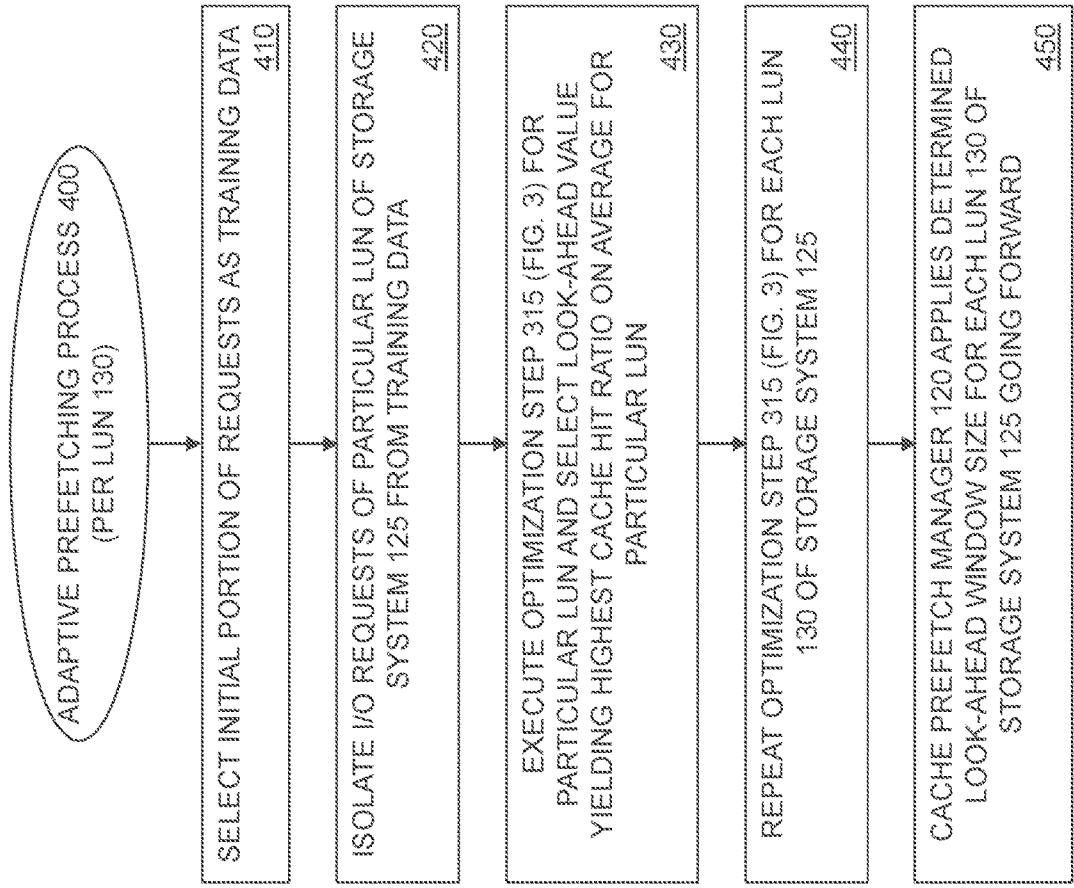 ADAPTIVE PREFETCHING PROCESS 400
(PER LUN 130)
SELECT INITIAL PORTION OF REQUESTS AS TRAINING DATA
410
ISOLATE I/O REQUESTS OF PARTICULAR LUN OF STORAGE
SYSTEM 125 FROM TRAINING DATA
420
EXECUTE OPTIMIZATION STEP 315 (FIG. 3) FOR
PARTICULAR LUN AND SELECT LOOK-AHEAD VALUE
YIELDING HIGHEST CACHE HIT RATIO ON AVERAGE FOR
PARTICULAR LUN
430
REPEAT OPTIMIZATION STEP 315 (FIG. 3) FOR EACH LUN
130 OF STORAGE SYSTEM 125
440
CACHE PREFETCH MANAGER 120 APPLIES DETERMINED
LOOK-AHEAD WINDOW SIZE FOR EACH LUN 130 OF
STORAGE SYSTEM 125 GOING FORWARD
450